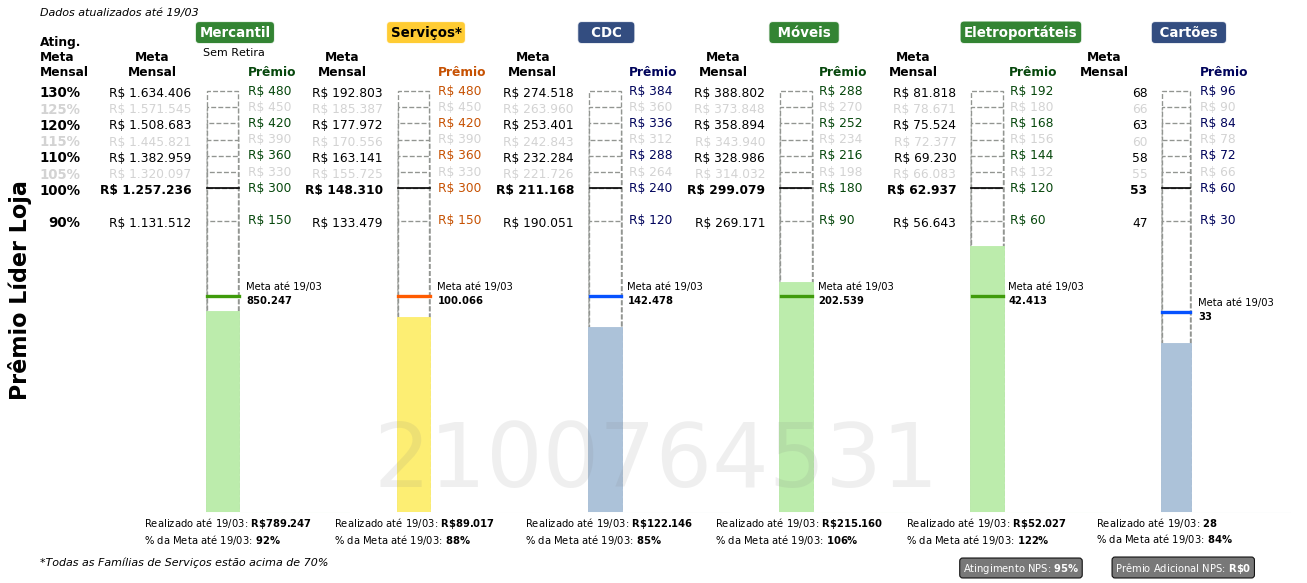 Dados atualizados até 19/03
Mercantil Serviços* CDC Móveis Eletroportáteis Cartões
Sem Retira
Ating. Meta Mensal
Meta Mensal Prêmio Meta Mensal Prêmio Meta Mensal Prêmio Meta Mensal Prêmio Meta Mensal Prêmio Meta Mensal Prêmio
130% R$ 1.634.406 R$ 480 R$ 192.803 R$ 480 R$ 274.518 R$ 384 R$ 388.802 R$ 288 R$ 81.818 R$ 192 68 R$ 96
125% R$ 1.571.545 R$ 450 R$ 185.387 R$ 450 R$ 263.960 R$ 360 R$ 373.848 R$ 270 R$ 78.671 R$ 180 66 R$ 90
120% R$ 1.508.683 R$ 420 R$ 177.972 R$ 420 R$ 253.401 R$ 336 R$ 358.894 R$ 252 R$ 75.524 R$ 168 63 R$ 84
115% R$ 1.445.821 R$ 390 R$ 170.556 R$ 390 R$ 242.843 R$ 312 R$ 343.940 R$ 234 R$ 72.377 R$ 156 60 R$ 78
110% R$ 1.382.959 R$ 360 R$ 163.141 R$ 360 R$ 232.284 R$ 288 R$ 328.986 R$ 216 R$ 69.230 R$ 144 58 R$ 72
105% R$ 1.320.097 R$ 330 R$ 155.725 R$ 330 R$ 221.726 R$ 264 R$ 314.032 R$ 198 R$ 66.083 R$ 132 55 R$ 66
100% R$ 1.257.236 R$ 300 R$ 148.310 R$ 300 R$ 211.168 R$ 240 R$ 299.079 R$ 180 R$ 62.937 R$ 120 53 R$ 60
90% R$ 1.131.512 R$ 150 R$ 133.479 R$ 150 R$ 190.051 R$ 120 R$ 269.171 R$ 90 R$ 56.643 R$ 60 47 R$ 30
Prêmio Líder Loja
Meta até 19/03 Meta até 19/03 Meta até 19/03 Meta até 19/03 Meta até 19/03 Meta até 19/03
850.247 100.066 142.478 202.539 42.413 33
2100764531
Realizado até 19/03: R$789.247 Realizado até 19/03: R$89.017 Realizado até 19/03: R$122.146 Realizado até 19/03: R$215.160 Realizado até 19/03: R$52.027 Realizado até 19/03: 28
% da Meta até 19/03: 92% % da Meta até 19/03: 88% % da Meta até 19/03: 85% % da Meta até 19/03: 106% % da Meta até 19/03: 122% % da Meta até 19/03: 84%
*Todas as Famílias de Serviços estão acima de 70%
Atingimento NPS: 95% Prêmio Adicional NPS: R$0